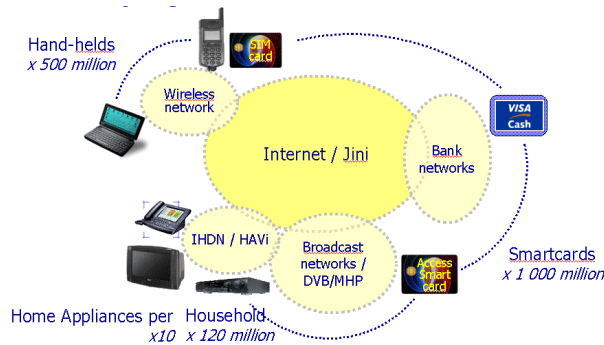 Hand-helds
x 500 million
SIM
card
Wireless
network
VISA
Cash
Internet / Jini
Bank
networks
IHDN / HAVi
Broadcast
networks /
DVB/MHP
Access
Smart
card
Smartcards
x 1 000 million
Home Appliances per Household
x10 x 120 million